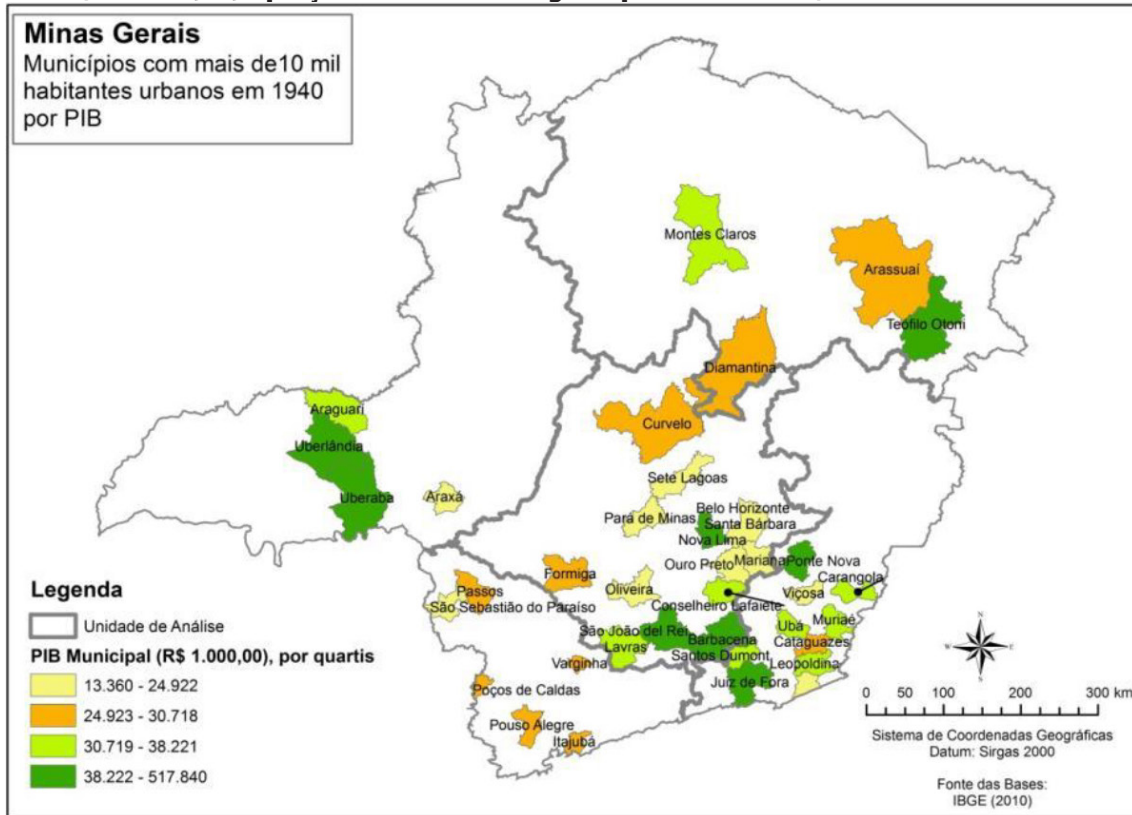 Minas Gerais
Municípios com mais de10 mil
habitantes urbanos em 1940
por PIB
Montes Claros
Arassuaí
Teófilo Otoni
Diamantina
Araguari
Curvelo
Uberlândia
Sete Lagoas
Uberaba
Araxá
Belo Horizonte
Pará de Minas
Santa Bárbara
Nova Lima
Mariana
Ponte Nova
Ouro Preto
Formiga
Carangola
Passos
Oliveira
Viçosa
São Sebastião do Paraíso
Conselheiro Lafaiete
Muriaé
Ubá
São João del Rei
Barbacena
Cataguazes
Lavras
Santos Dumont
Leopoldina
Varginha
Juiz de Fora
Poços de Caldas
Pouso Alegre
Itajubá
Legenda
Unidade de Análise
PIB Municipal (R$ 1.000,00), por quartis
13.360 - 24.922
24.923 - 30.718
30.719 - 38.221
38.222 - 517.840
N
W E
S
0 50 100 200 300 km
Sistema de Coordenadas Geográficas
Datum: Sirgas 2000
Fonte das Bases:
IBGE (2010)